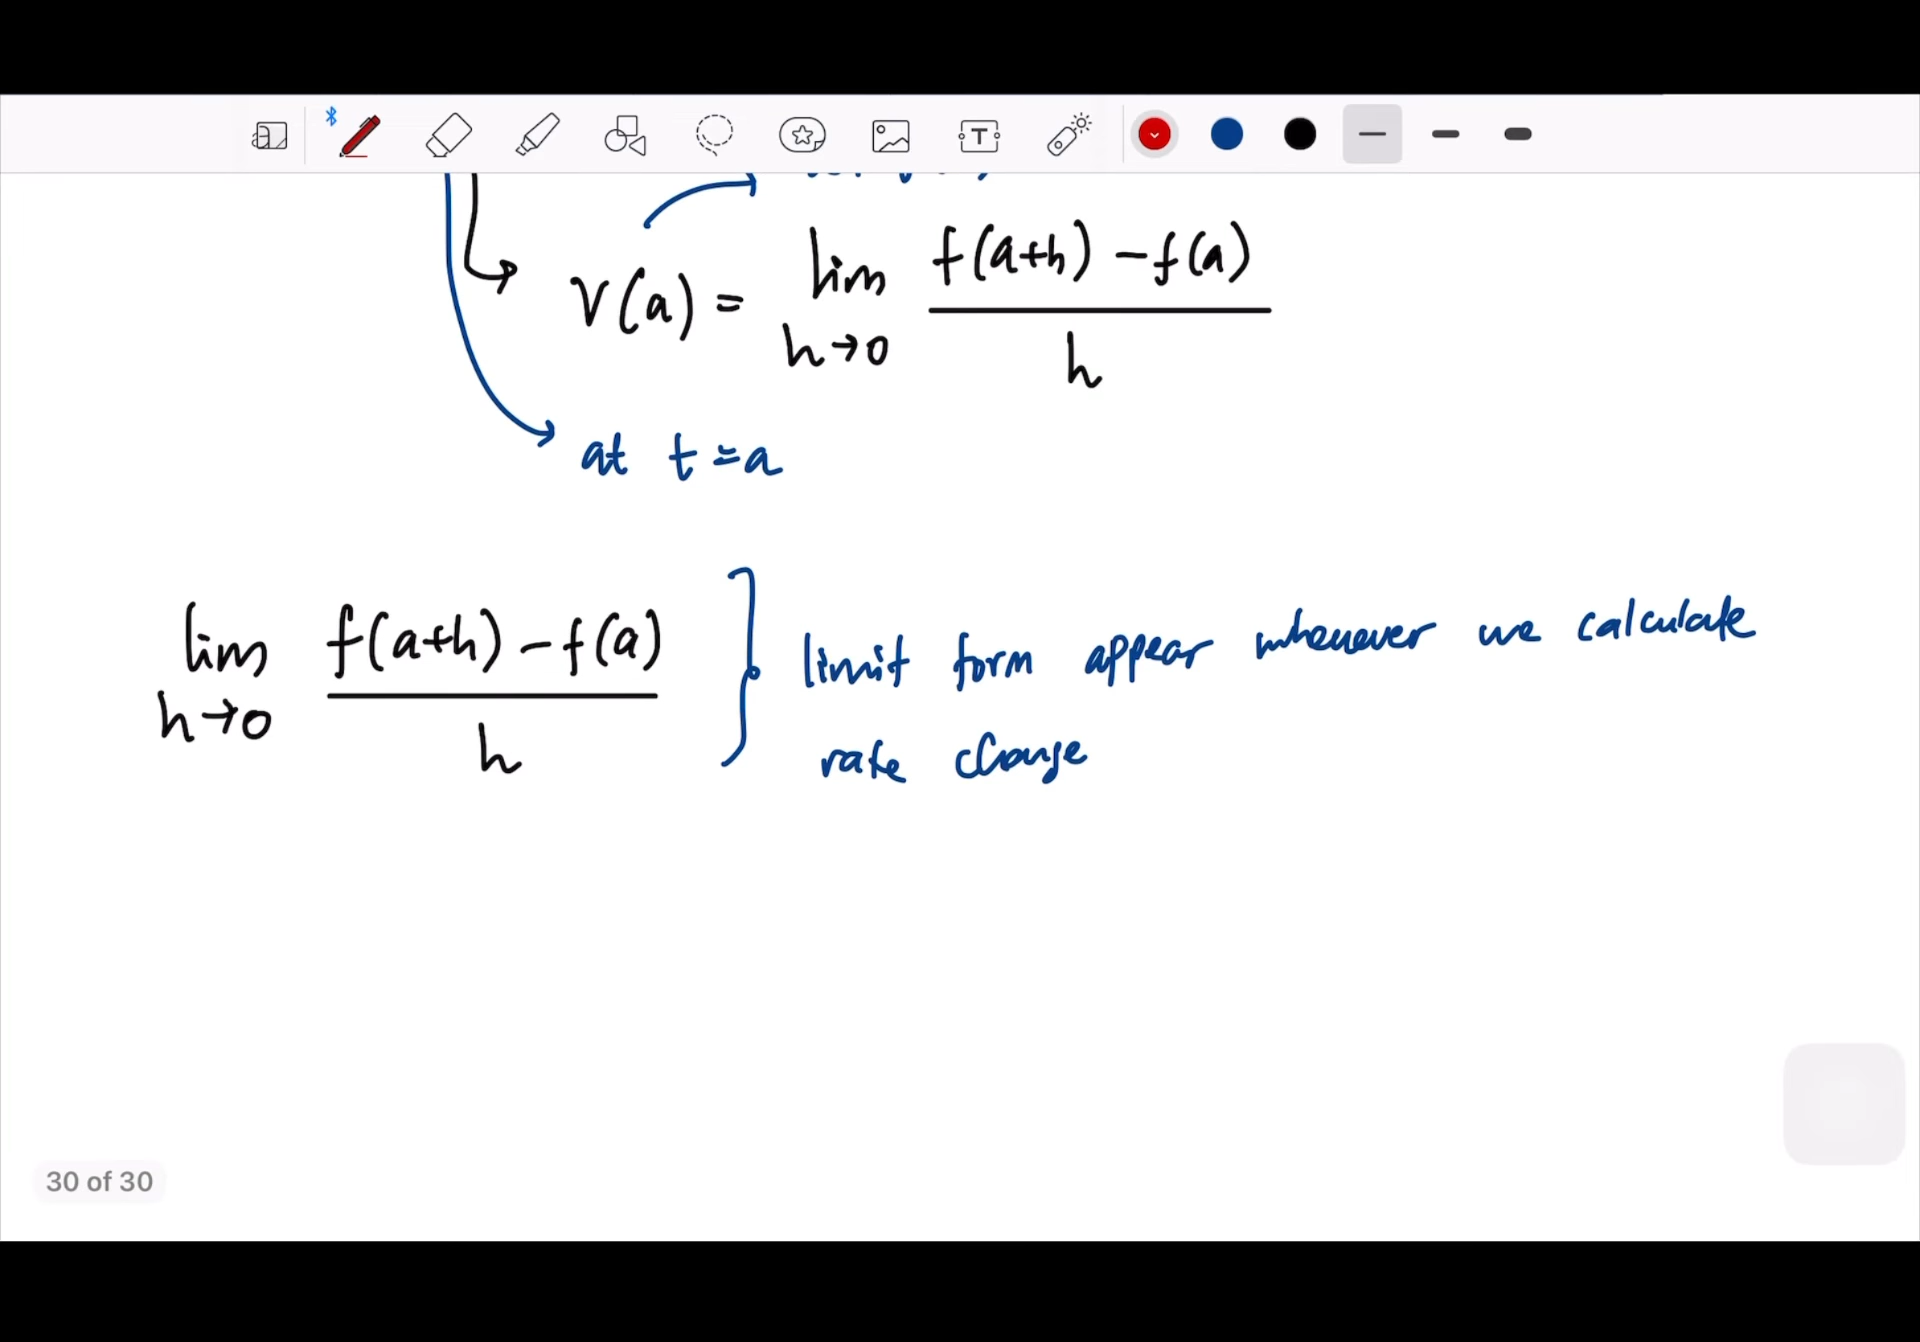 V(a) = lim h→0 f(a+h) - f(a) / h
at t = a
lim h→0 f(a+h) - f(a) / h
limit form appear whenever we calculate
rate change
30 of 30